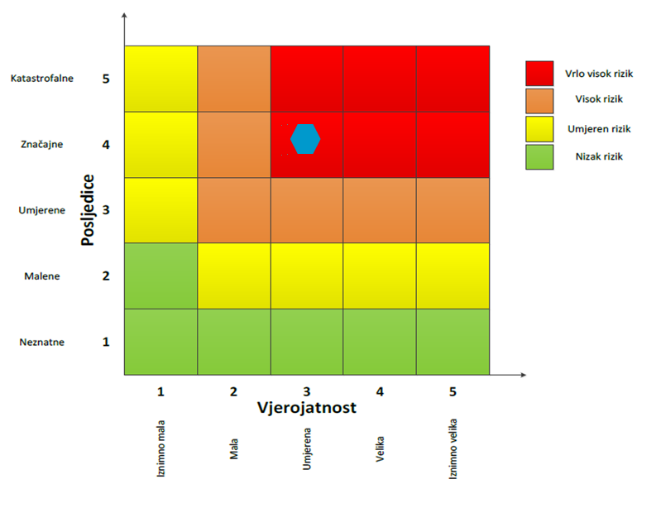 Katastrofalne 5
Značajne 4
Umjerene 3
Malene 2
Neznatne 1
Posljedice
1 2 3 4 5
Vjerojatnost
Iznimno mala
Mala
Umjerena
Velika
Iznimno velika
Vrlo visok rizik
Visok rizik
Umjeren rizik
Nizak rizik